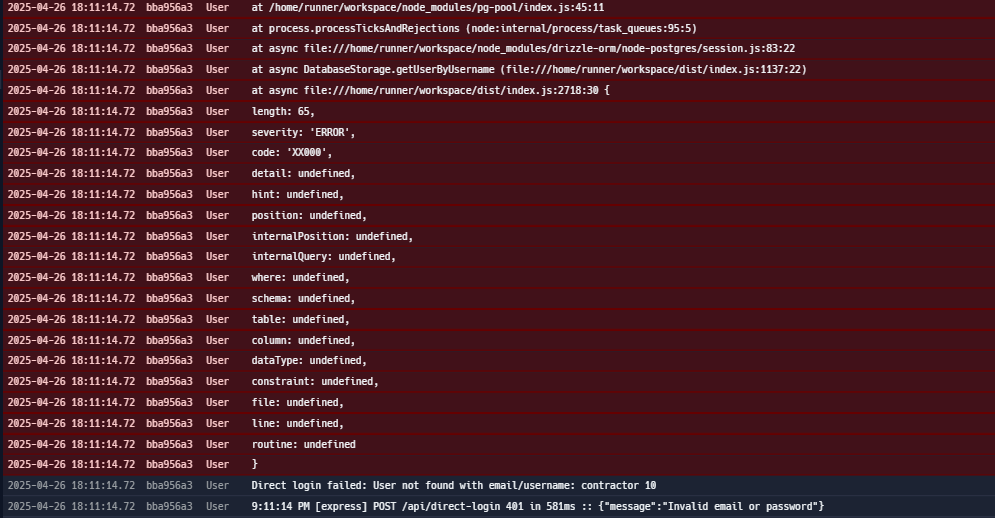 2025-04-26 18:11:14.72 bba956a3 User at /home/runner/workspace/node_modules/pg-pool/index.js:45:11
2025-04-26 18:11:14.72 bba956a3 User at process.processTicksAndRejections (node:internal/process/task_queues:95:5)
2025-04-26 18:11:14.72 bba956a3 User at async file:///home/runner/workspace/node_modules/drizzle-orm/node-postgres/session.js:83:22
2025-04-26 18:11:14.72 bba956a3 User at async DatabaseStorage.getUserByUsername (file:///home/runner/workspace/dist/index.js:1137:22)
2025-04-26 18:11:14.72 bba956a3 User at async file:///home/runner/workspace/dist/index.js:2718:30 {
2025-04-26 18:11:14.72 bba956a3 User length: 65,
2025-04-26 18:11:14.72 bba956a3 User severity: 'ERROR',
2025-04-26 18:11:14.72 bba956a3 User code: 'XX000',
2025-04-26 18:11:14.72 bba956a3 User detail: undefined,
2025-04-26 18:11:14.72 bba956a3 User hint: undefined,
2025-04-26 18:11:14.72 bba956a3 User position: undefined,
2025-04-26 18:11:14.72 bba956a3 User internalPosition: undefined,
2025-04-26 18:11:14.72 bba956a3 User internalQuery: undefined,
2025-04-26 18:11:14.72 bba956a3 User where: undefined,
2025-04-26 18:11:14.72 bba956a3 User schema: undefined,
2025-04-26 18:11:14.72 bba956a3 User table: undefined,
2025-04-26 18:11:14.72 bba956a3 User column: undefined,
2025-04-26 18:11:14.72 bba956a3 User dataType: undefined,
2025-04-26 18:11:14.72 bba956a3 User constraint: undefined,
2025-04-26 18:11:14.72 bba956a3 User file: undefined,
2025-04-26 18:11:14.72 bba956a3 User line: undefined,
2025-04-26 18:11:14.72 bba956a3 User routine: undefined
2025-04-26 18:11:14.72 bba956a3 User }
2025-04-26 18:11:14.72 bba956a3 User Direct login failed: User not found with email/username: contractor 10
2025-04-26 18:11:14.72 bba956a3 User 9:11:14 PM [express] POST /api/direct-login 401 in 581ms :: {"message":"Invalid email or password"}